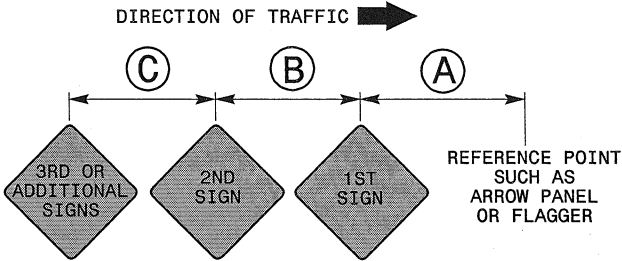 DIRECTION OF TRAFFIC
C
B
A
3RD OR
ADDITIONAL
SIGNS
2ND
SIGN
1ST
SIGN
REFERENCE POINT
SUCH AS
ARROW PANEL
OR FLAGGER